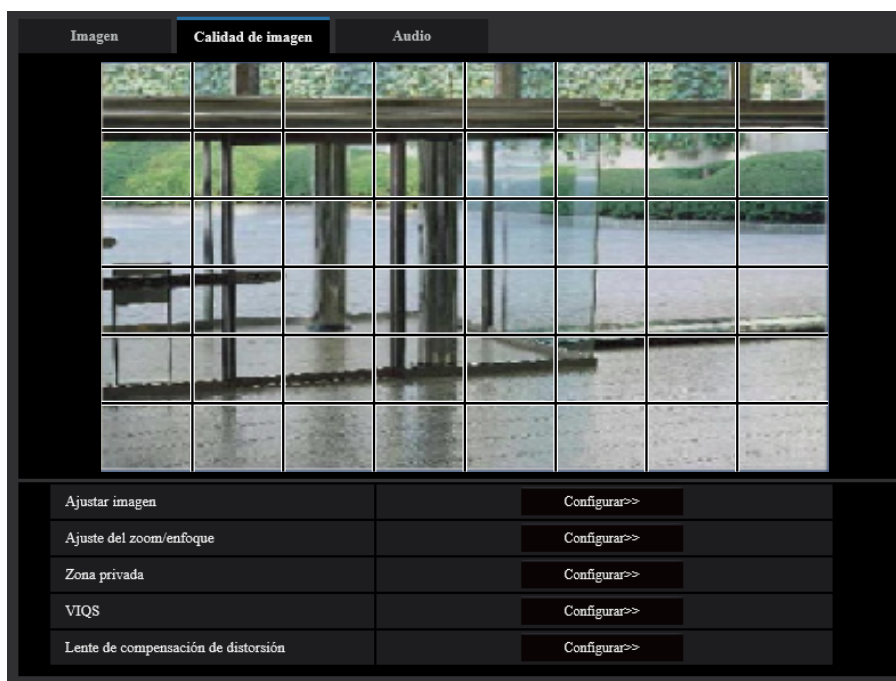 Imagen
Calidad de imagen
Audio
Ajustar imagen Configurar>>
Ajuste del zoom/enfoque Configurar>>
Zona privada Configurar>>
VIQS Configurar>>
Lente de compensación de distorsión Configurar>>